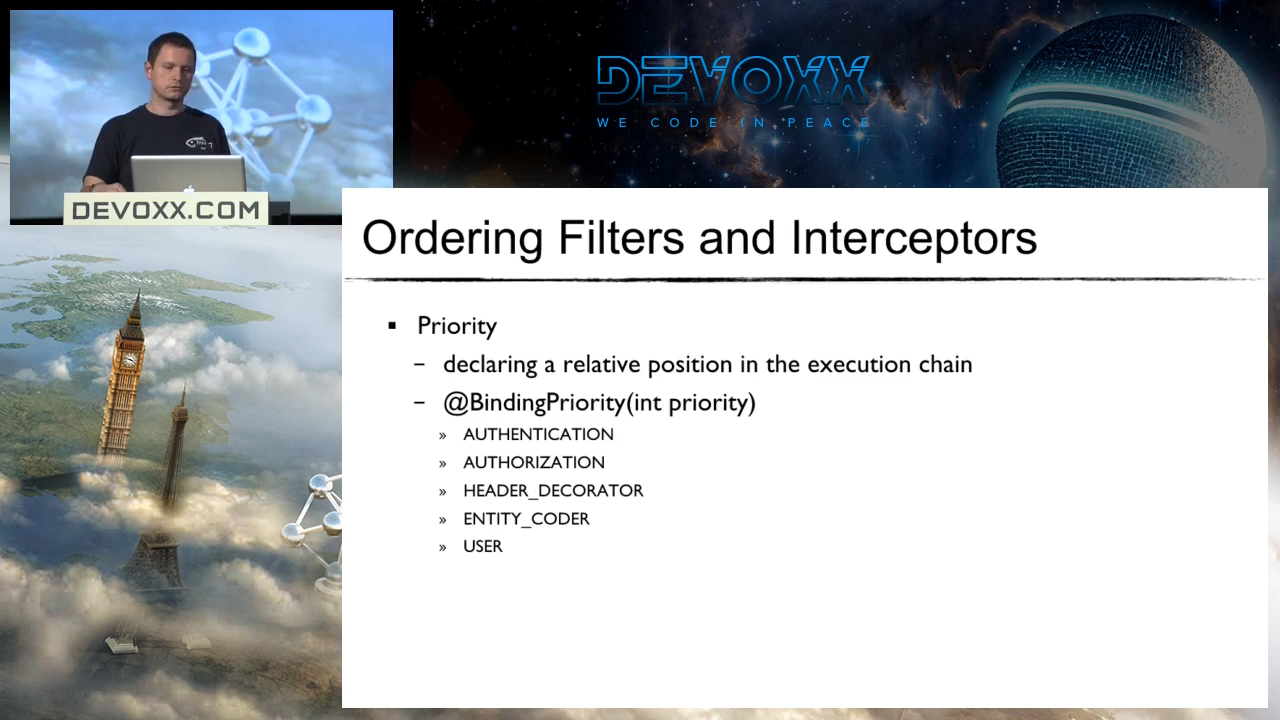 DEVOXX
WE CODE IN PEACE
DEVOXX.COM
Ordering Filters and Interceptors
▪ Priority
– declaring a relative position in the execution chain
– @BindingPriority(int priority)
» AUTHENTICATION
» AUTHORIZATION
» HEADER_DECORATOR
» ENTITY_CODER
» USER